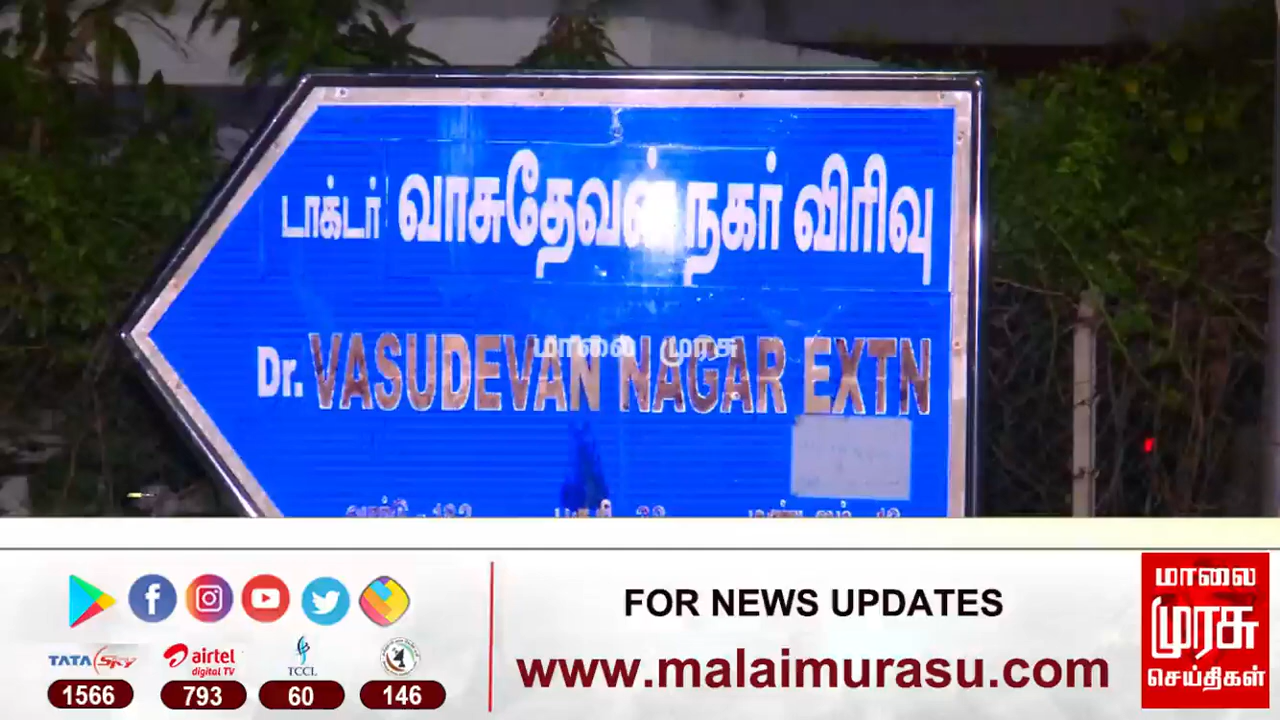 டாக்டர் வாசுதேவன் நகர் விரிவு
Dr. VASUDEVAN NAGAR EXTN
மாலை முரசு
FOR NEWS UPDATES
www.malaimurasu.com
TATA SKY
airtel digital TV
TCCL
1566
793
60
146
மாலை
முரசு
செய்திகள்